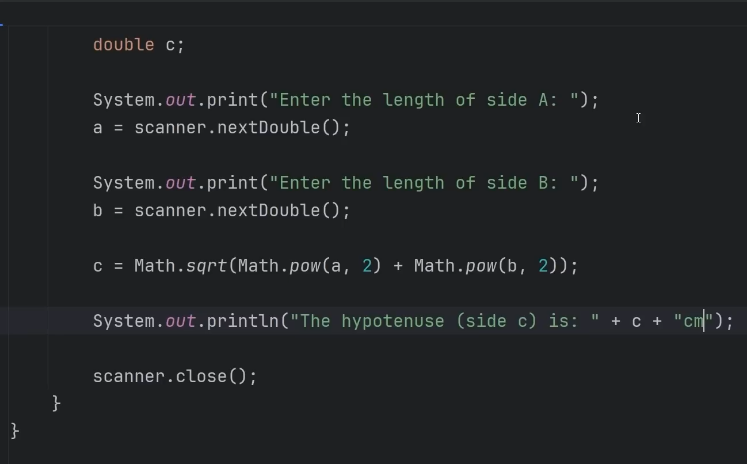 double c;
System.out.print("Enter the length of side A: ");
a = scanner.nextDouble();
System.out.print("Enter the length of side B: ");
b = scanner.nextDouble();
c = Math.sqrt(Math.pow(a, 2) + Math.pow(b, 2));
System.out.println("The hypotenuse (side c) is: " + c + "cm");
scanner.close();
}
}